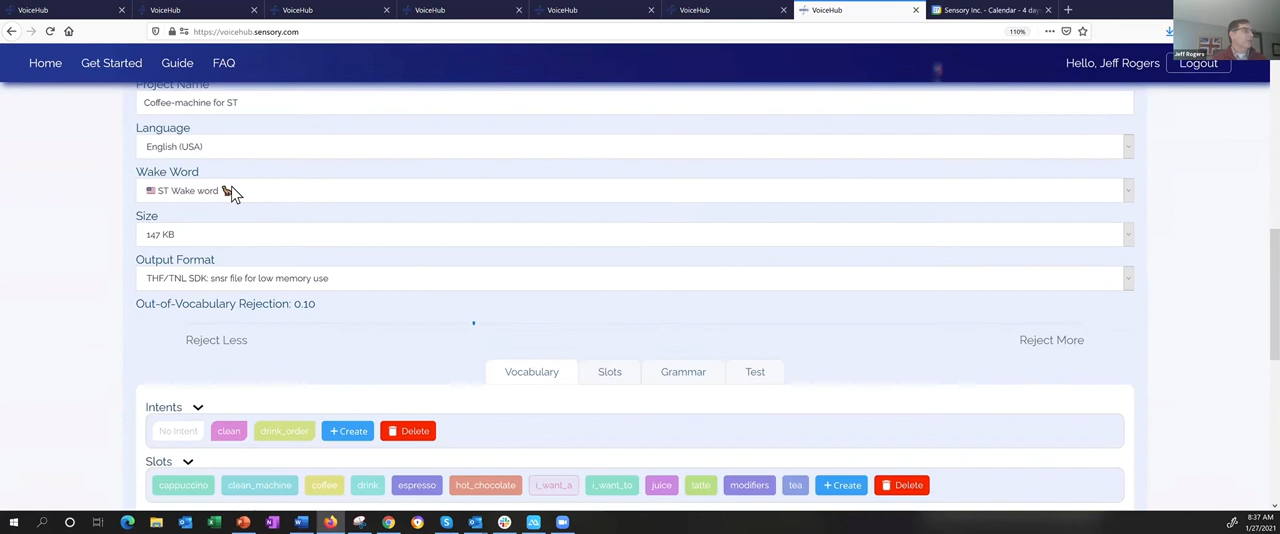 VoiceHub VoiceHub VoiceHub VoiceHub VoiceHub VoiceHub VoiceHub Sensory Inc. - Calendar - 4 day
https://voicehub.sensory.com 110%
Jeff Rogers
Home Get Started Guide FAQ Hello, Jeff Rogers Logout
Project Name
Coffee-machine for ST
Language
English (USA)
Wake Word
ST Wake word
Size
147 KB
Output Format
THF/TNL SDK: snsr file for low memory use
Out-of-Vocabulary Rejection: 0.10
Reject Less Reject More
Vocabulary Slots Grammar Test
Intents
No Intent clean drink_order + Create Delete
Slots
cappuccino clean_machine coffee drink espresso hot_chocolate i_want_a i_want_to juice latte modifiers tea + Create Delete
8:37 AM
1/27/2021